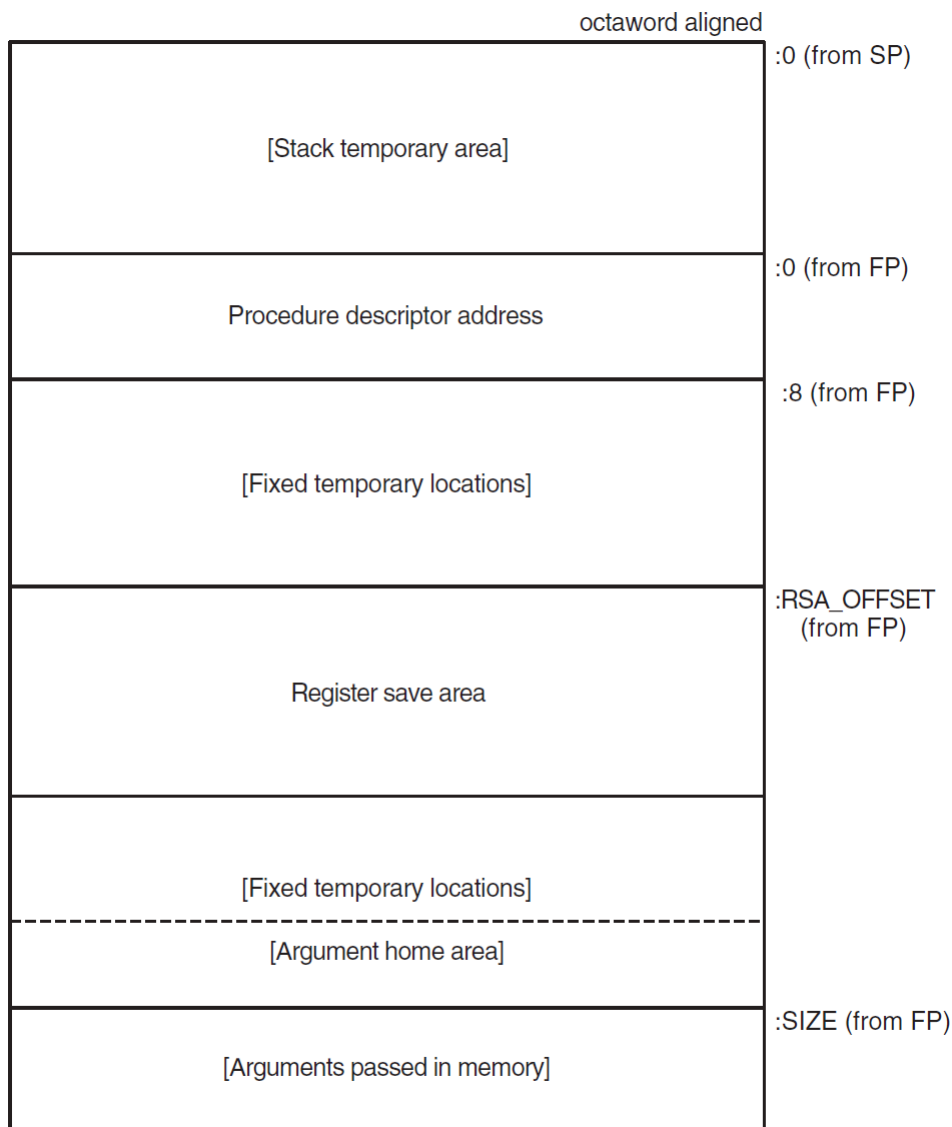 octaword aligned
:0 (from SP)
[Stack temporary area]
:0 (from FP)
Procedure descriptor address
:8 (from FP)
[Fixed temporary locations]
:RSA_OFFSET
(from FP)
Register save area
[Fixed temporary locations]
[Argument home area]
:SIZE (from FP)
[Arguments passed in memory]